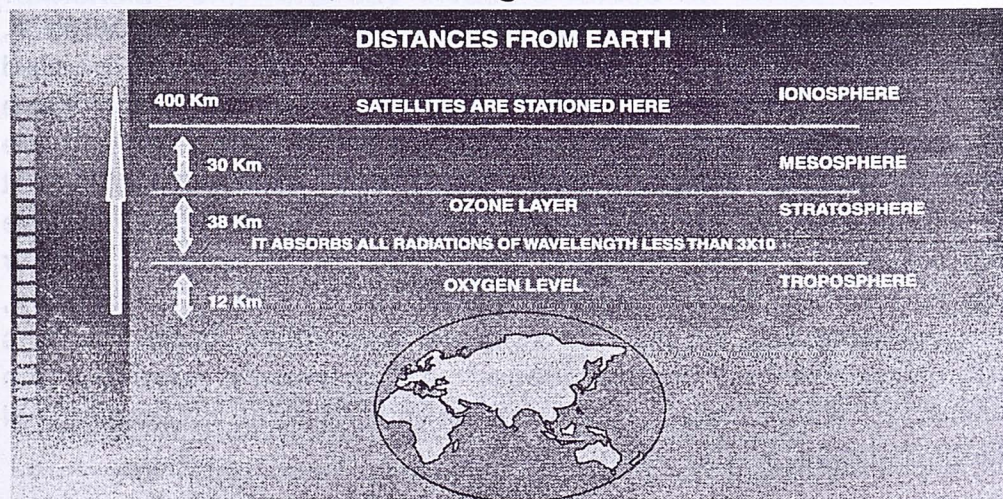 DISTANCES FROM EARTH
400 Km
SATELLITES ARE STATIONED HERE
IONOSPHERE
30 Km
MESOSPHERE
OZONE LAYER
STRATOSPHERE
38 Km
IT ABSORBS ALL RADIATIONS OF WAVELENGTH LESS THAN 3X10
OXYGEN LEVEL
TROPOSPHERE
12 Km